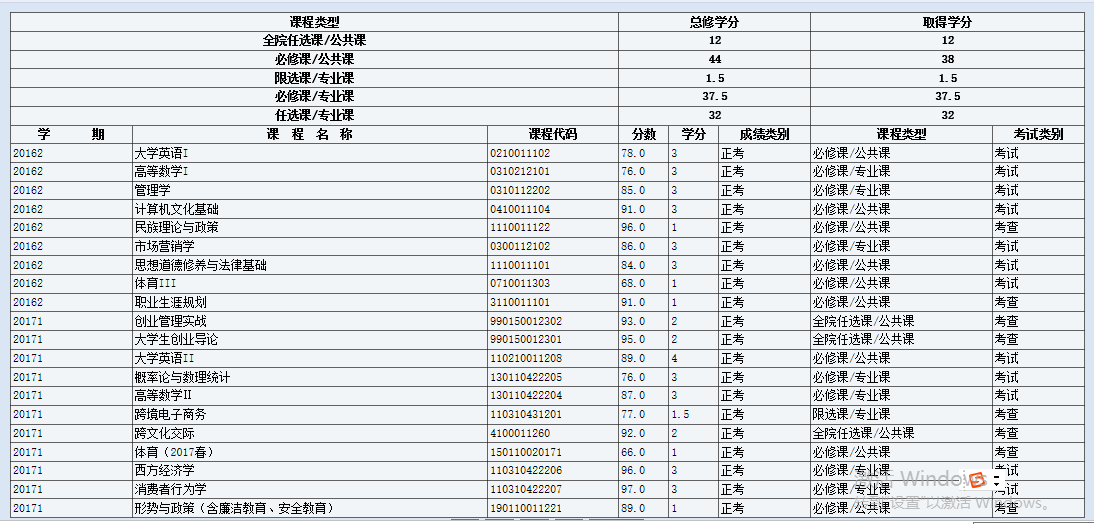 课程类型 总修学分 取得学分
全院任选课/公共课 12 12
必修课/公共课 44 38
限选课/专业课 1.5 1.5
必修课/专业课 37.5 37.5
任选课/专业课 32 32
学 期 课 程 名 称 课程代码 分数 学分 成绩类别 课程类型 考试类别
20162 大学英语I 0210011102 78.0 3 正考 必修课/公共课 考试
20162 高等数学I 0310212101 76.0 3 正考 必修课/专业课 考试
20162 管理学 0310112202 85.0 3 正考 必修课/专业课 考试
20162 计算机文化基础 0410011104 91.0 3 正考 必修课/公共课 考试
20162 民族理论与政策 1110011122 96.0 1 正考 必修课/公共课 考查
20162 市场营销学 0300112102 86.0 3 正考 必修课/专业课 考试
20162 思想道德修养与法律基础 1110011101 84.0 3 正考 必修课/公共课 考试
20162 体育III 0710011303 68.0 1 正考 必修课/公共课 考试
20162 职业生涯规划 3110011101 91.0 1 正考 必修课/公共课 考查
20171 创业管理实战 990150012302 93.0 2 正考 全院任选课/公共课 考查
20171 大学生创业导论 990150012301 95.0 2 正考 全院任选课/公共课 考查
20171 大学英语II 110210011208 89.0 4 正考 必修课/公共课 考试
20171 概率论与数理统计 130110422205 76.0 3 正考 必修课/专业课 考试
20171 高等数学Ⅱ 130110422204 87.0 3 正考 必修课/专业课 考试
20171 跨境电子商务 110310431201 77.0 1.5 正考 限选课/专业课 考查
20171 跨文化交际 4100011260 92.0 2 正考 全院任选课/公共课 考查
20171 体育（2017春） 150110020171 66.0 1 正考 必修课/公共课 考查
20171 西方经济学 110310422206 96.0 3 正考 必修课/专业课 考试
20171 消费者行为学 110310422207 97.0 3 正考 必修课/专业课 考试
20171 形势与政策（含廉洁教育、安全教育） 190110011221 89.0 1 正考 必修课/公共课 考查
Windows
"设置"以激活 Windows。